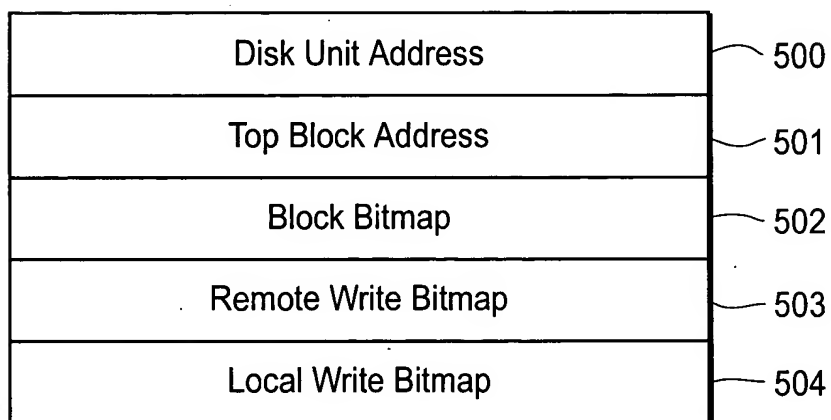 Disk Unit Address 500
Top Block Address 501
Block Bitmap 502
Remote Write Bitmap 503
Local Write Bitmap 504